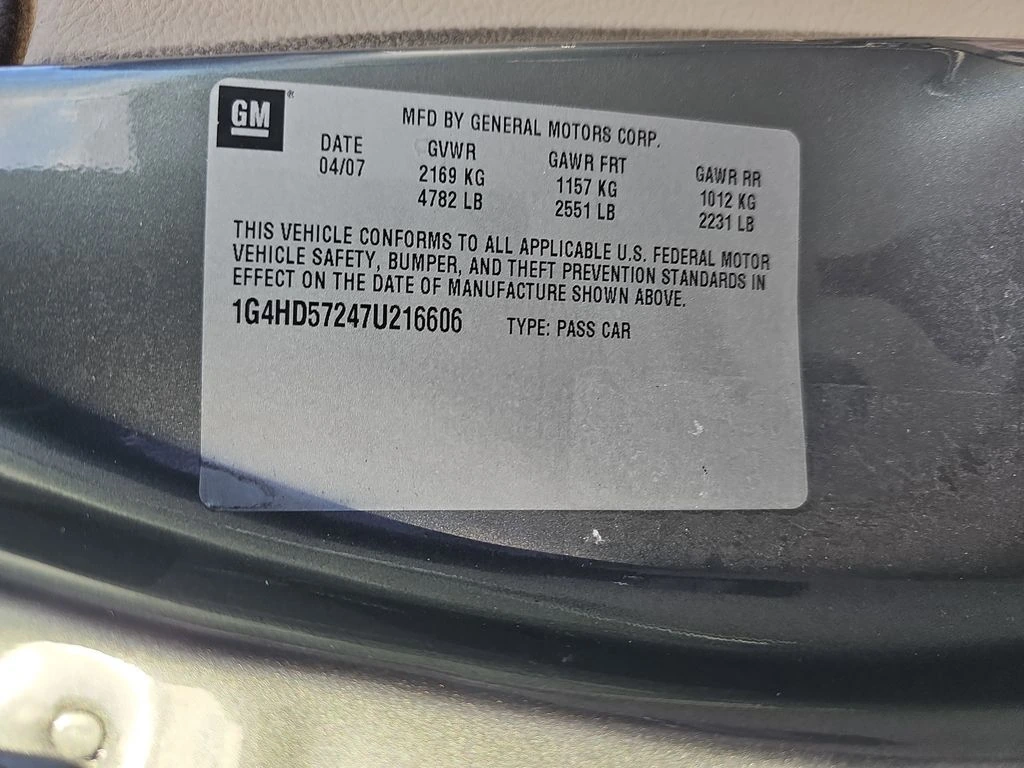 GM®
MFD BY GENERAL MOTORS CORP.
DATE GVWR GAWR FRT GAWR RR
04/07 2169 KG 1157 KG 1012 KG
4782 LB 2551 LB 2231 LB
THIS VEHICLE CONFORMS TO ALL APPLICABLE U.S. FEDERAL MOTOR
VEHICLE SAFETY, BUMPER, AND THEFT PREVENTION STANDARDS IN
EFFECT ON THE DATE OF MANUFACTURE SHOWN ABOVE.
1G4HD57247U216606 TYPE: PASS CAR